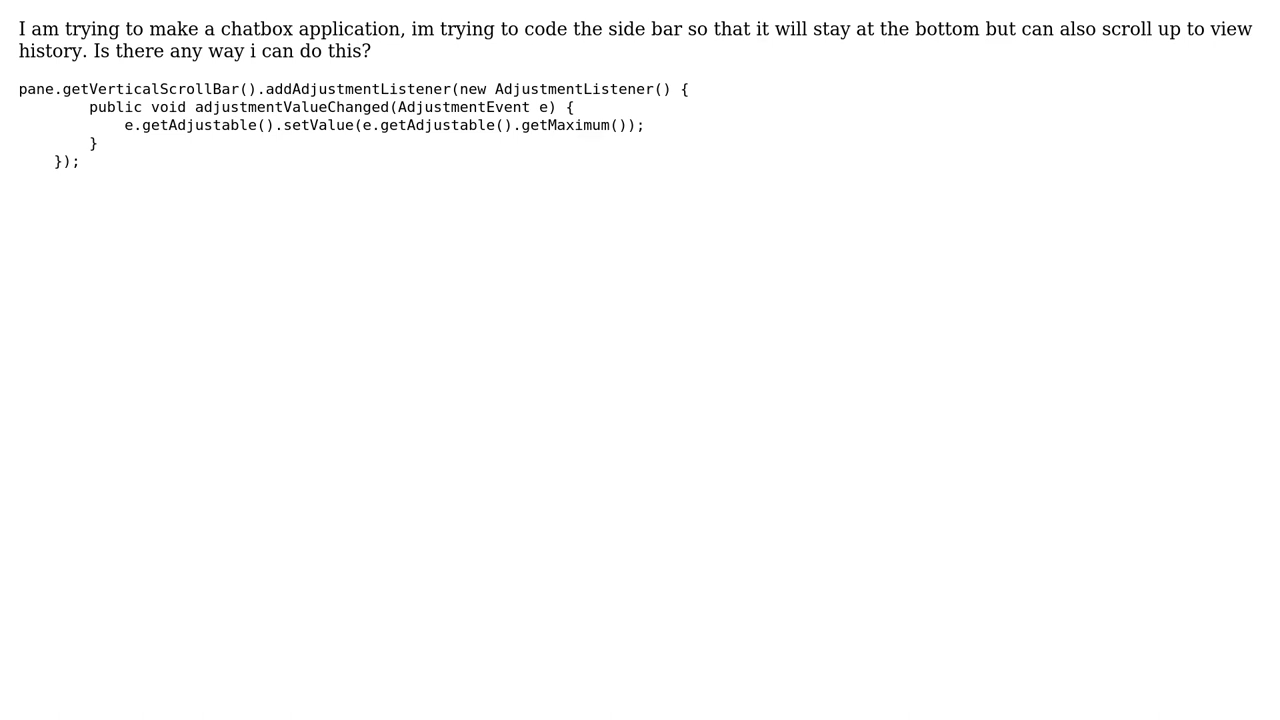 I am trying to make a chatbox application, im trying to code the side bar so that it will stay at the bottom but can also scroll up to view
history. Is there any way i can do this?
pane.getVerticalScrollBar().addAdjustmentListener(new AdjustmentListener() {
        public void adjustmentValueChanged(AdjustmentEvent e) {
            e.getAdjustable().setValue(e.getAdjustable().getMaximum());
        }
    });